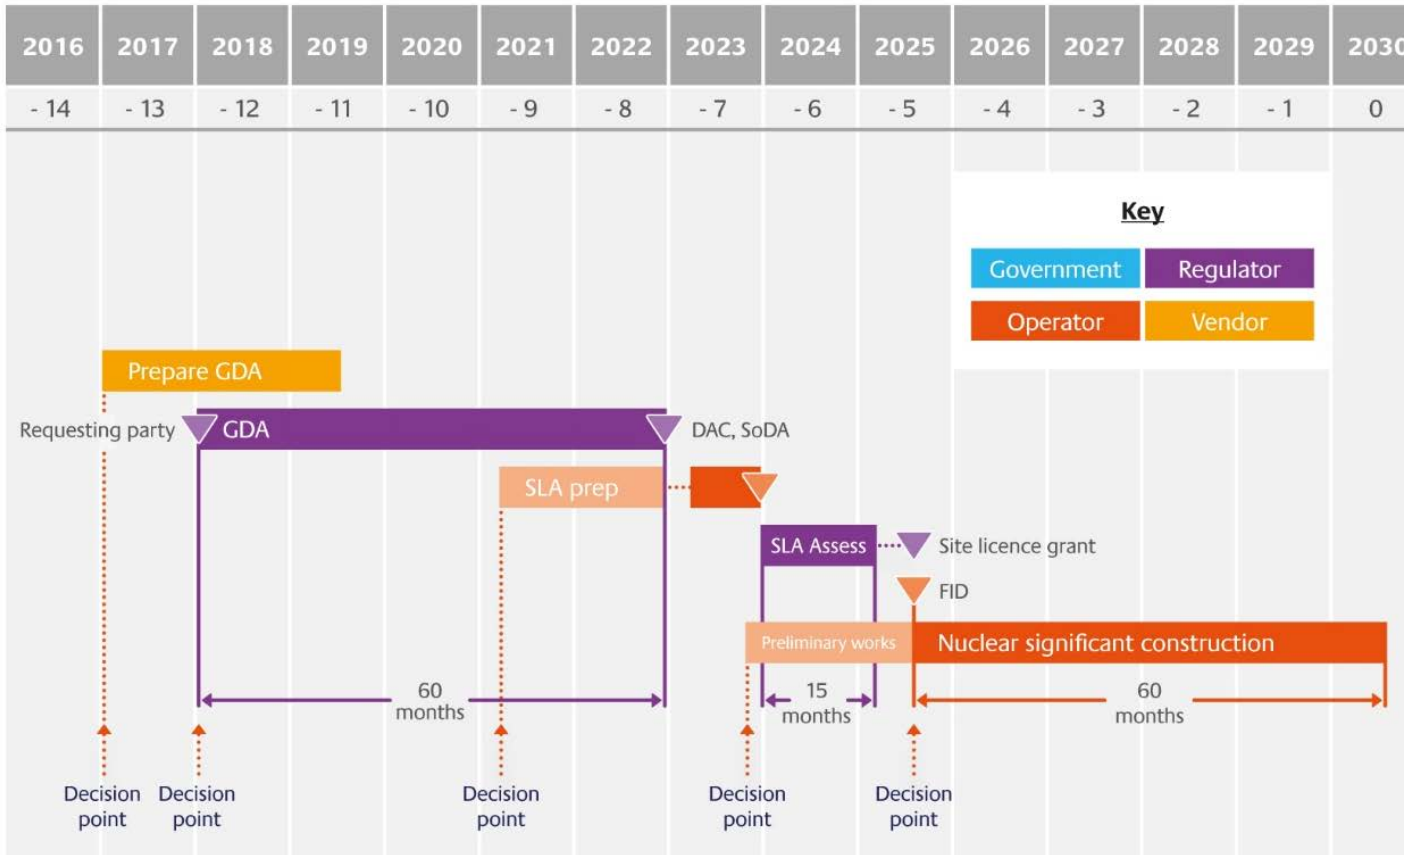 2016 2017 2018 2019 2020 2021 2022 2023 2024 2025 2026 2027 2028 2029 2030
- 14 - 13 - 12 - 11 - 10 - 9 - 8 - 7 - 6 - 5 - 4 - 3 - 2 - 1 0
Key
Government Regulator
Operator Vendor
Prepare GDA
Requesting party GDA DAC, SoDA
SLA prep
SLA Assess Site licence grant
FID
Preliminary works Nuclear significant construction
60
months
15
months
60
months
Decision
point
Decision
point
Decision
point
Decision
point
Decision
point